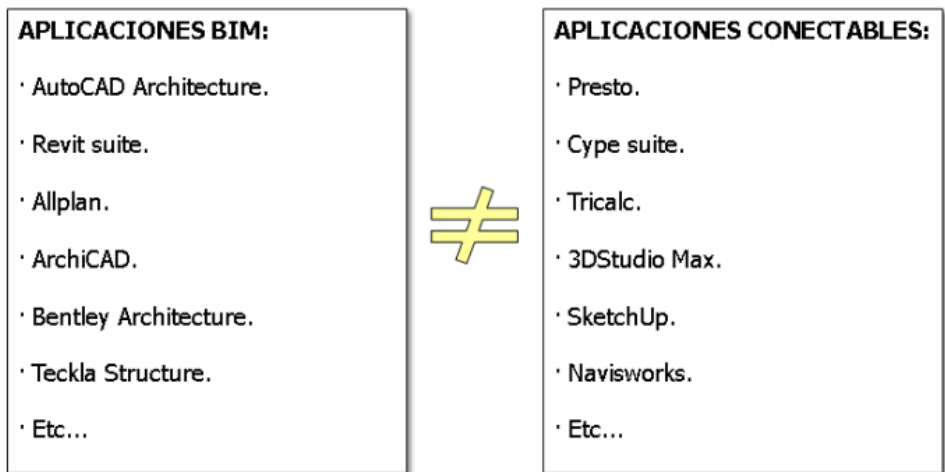 APLICACIONES BIM:
· AutoCAD Architecture.
· Revit suite.
· Allplan.
· ArchiCAD.
· Bentley Architecture.
· Teckla Structure.
· Etc...
≠
APLICACIONES CONECTABLES:
· Presto.
· Cype suite.
· Tricalc.
· 3DStudio Max.
· SketchUp.
· Navisworks.
· Etc...